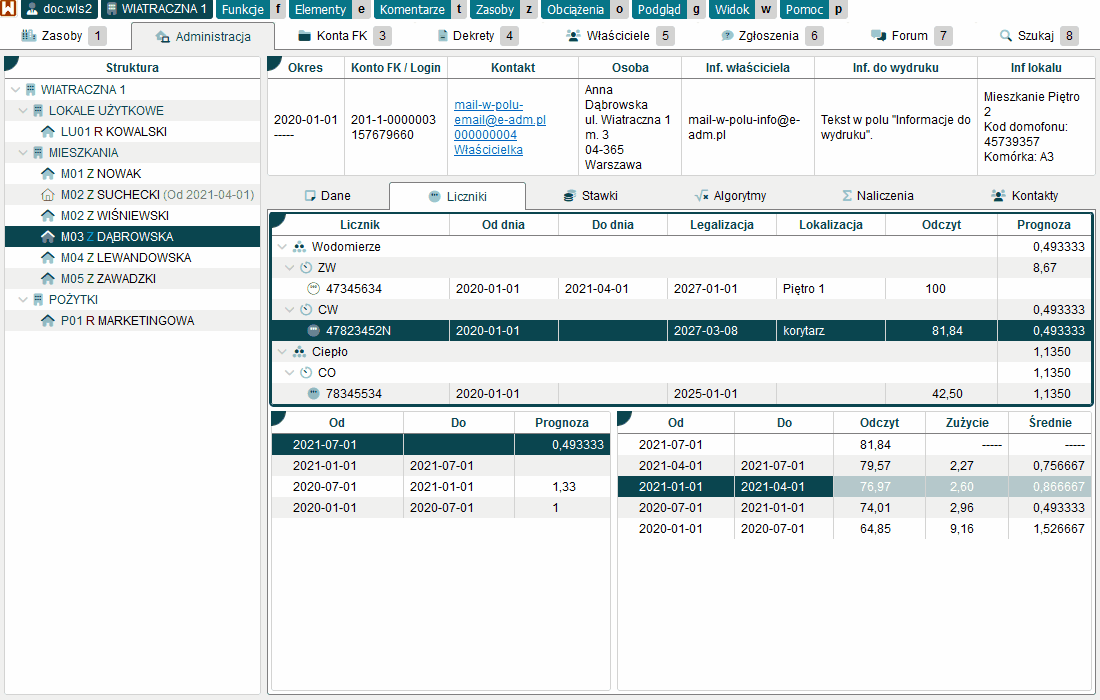 doc.wls2 WIATRACZNA 1 Funkcje f Elementy e Komentarze t Zasoby z Obciążenia o Podgląd g Widok w Pomoc p
Zasoby 1 Administracja Konta FK 3 Dekrety 4 Właściciele 5 Zgłoszenia 6 Forum 7 Szukaj 8
Struktura
WIATRACZNA 1
LOKALE UŻYTKOWE
LU01 R KOWALSKI
MIESZKANIA
M01 Z NOWAK
M02 Z SUCHECKI (Od 2021-04-01)
M02 Z WIŚNIEWSKI
M03 Z DĄBROWSKA
M04 Z LEWANDOWSKA
M05 Z ZAWADZKI
POŻYTKI
P01 R MARKETINGOWA
Okres Konto FK / Login Kontakt Osoba Inf. właściciela Inf. do wydruku Inf lokalu
2020-01-01
-----
201-1-0000003
157679660
mail-w-polu-
email@e-adm.pl
000000004
Właścicielka
Anna
Dąbrowska
ul. Wiatraczna 1
m. 3
04-365
Warszawa
mail-w-polu-info@e-
adm.pl
Tekst w polu "Informacje do
wydruku".
Mieszkanie Piętro
2
Kod domofonu:
45739357
Komórka: A3
Dane Liczniki Stawki Algorytmy Naliczenia Kontakty
Licznik Od dnia Do dnia Legalizacja Lokalizacja Odczyt Prognoza
Wodomierze 0,493333
ZW 8,67
47345634 2020-01-01 2021-04-01 2027-01-01 Piętro 1 100
CW 0,493333
47823452N 2020-01-01 2027-03-08 korytarz 81,84 0,493333
Ciepło 1,1350
CO 1,1350
78345534 2020-01-01 2025-01-01 42,50 1,1350
Od Do Prognoza
2021-07-01 0,493333
2021-01-01 2021-07-01
2020-07-01 2021-01-01 1,33
2020-01-01 2020-07-01 1
Od Do Odczyt Zużycie Średnie
2021-07-01 81,84 ----- -----
2021-04-01 2021-07-01 79,57 2,27 0,756667
2021-01-01 2021-04-01 76,97 2,60 0,866667
2020-07-01 2021-01-01 74,01 2,96 0,493333
2020-01-01 2020-07-01 64,85 9,16 1,526667